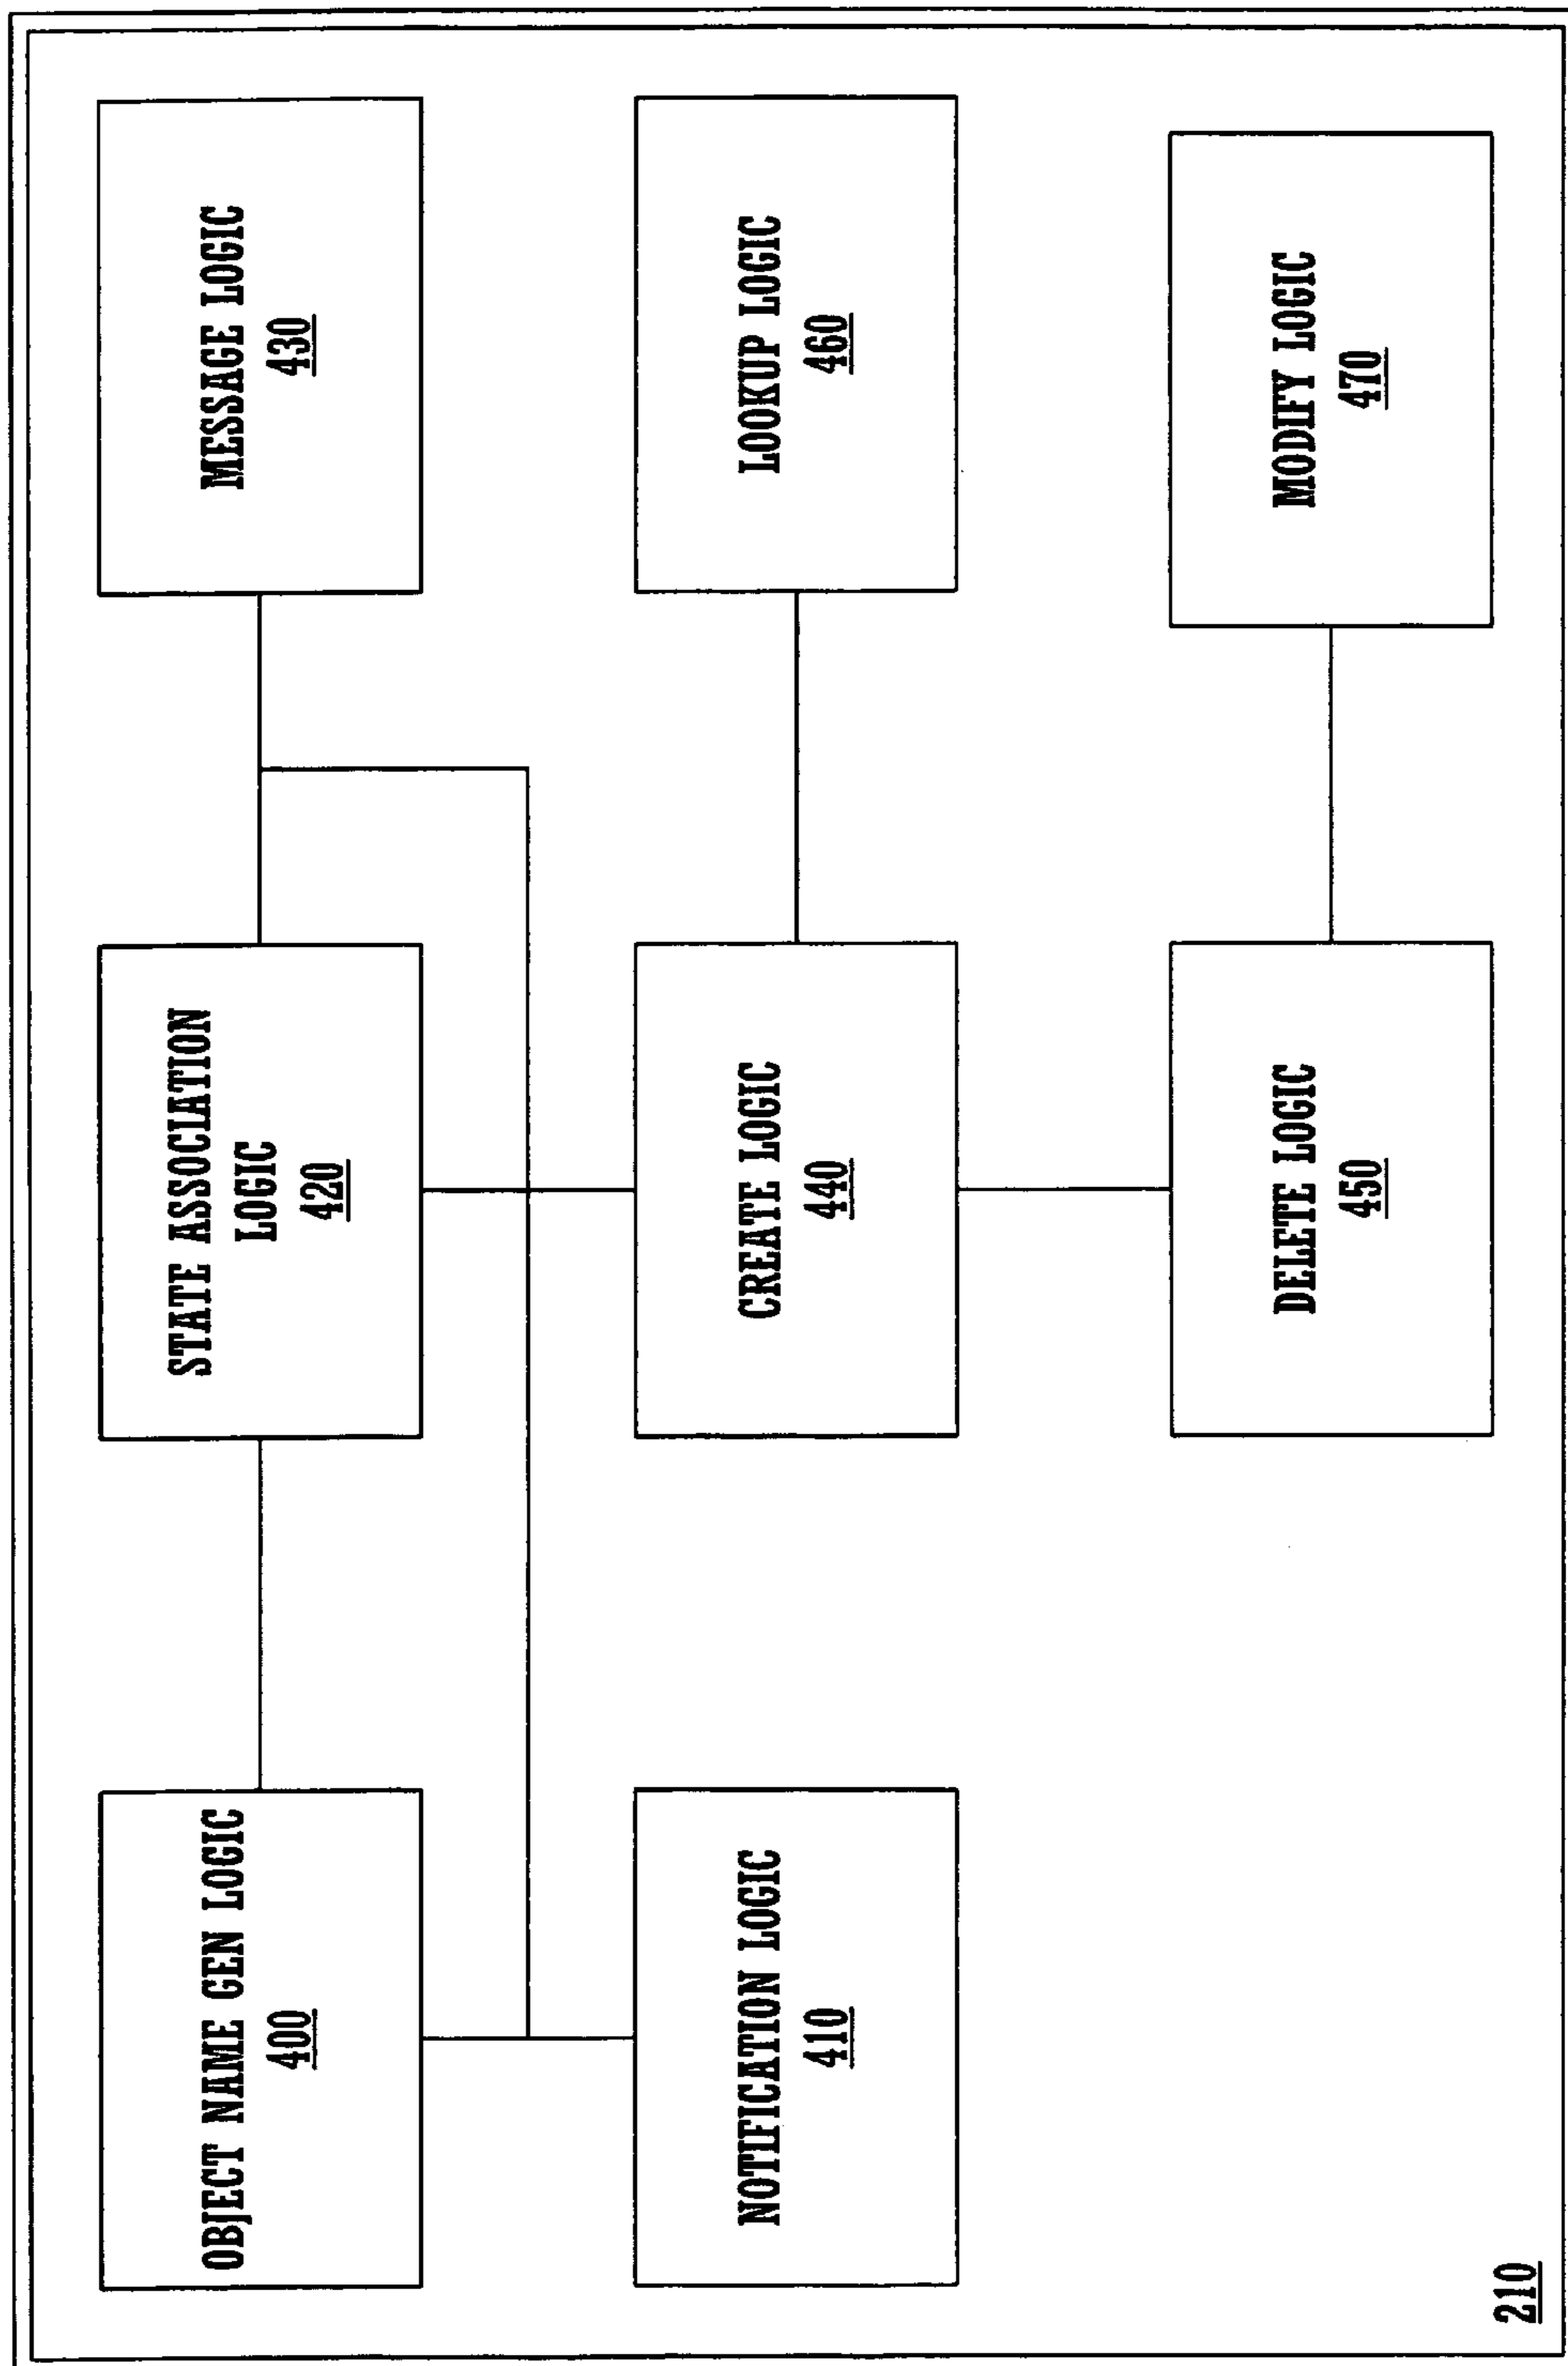 OBJECT NAME GEN LOGIC
400
STATE ASSOCIATION
LOGIC
420
MESSAGE LOGIC
430
NOTIFICATION LOGIC
410
CREATE LOGIC
440
LOOKUP LOGIC
460
DELETE LOGIC
450
MODIFY LOGIC
470
210